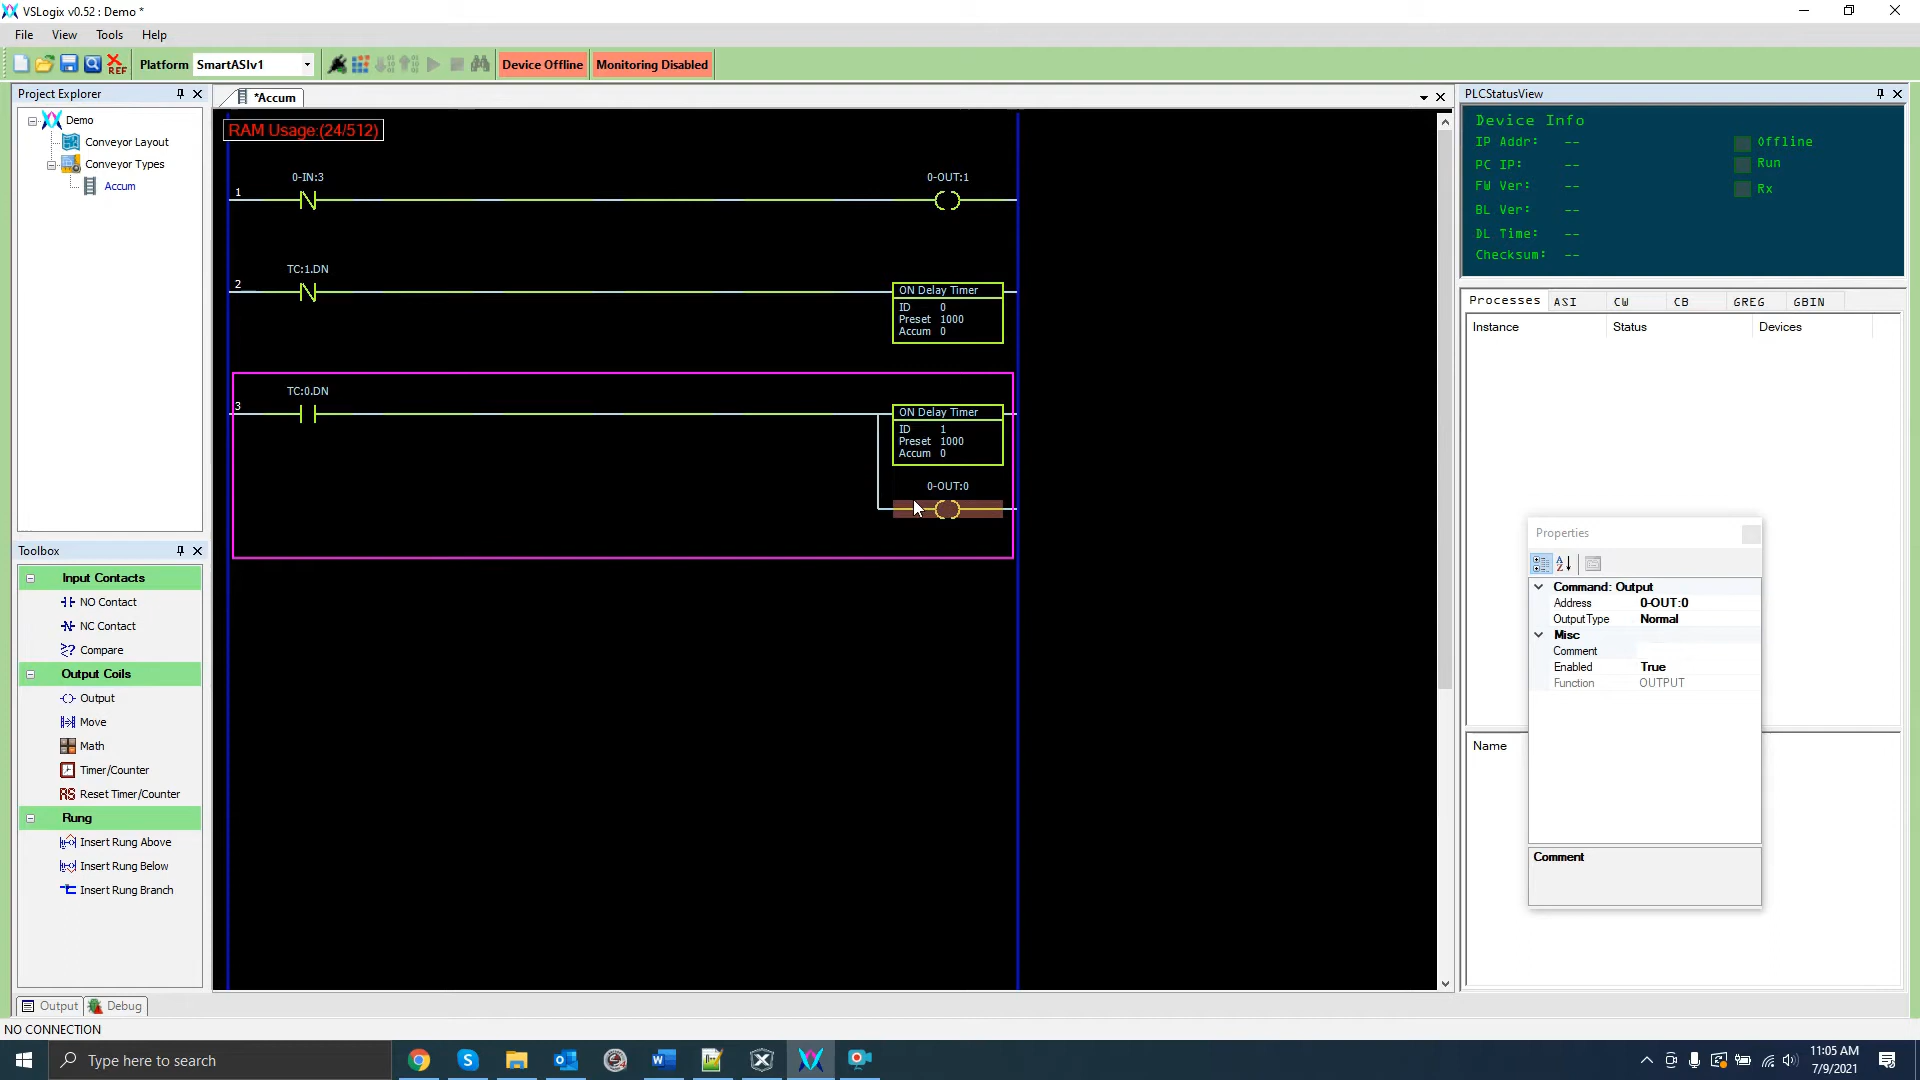 VSLogix v0.52 : Demo *
File View Tools Help
REF Platform SmartASIv1 Device Offline Monitoring Disabled
Project Explorer
Demo
Conveyor Layout
Conveyor Types
Accum
Toolbox
Input Contacts
NO Contact
NC Contact
Compare
Output Coils
Output
Move
Math
Timer/Counter
RS Reset Timer/Counter
Rung
Insert Rung Above
Insert Rung Below
Insert Rung Branch
Output Debug
*Accum
RAM Usage:(24/512)
0-IN:3 0-OUT:1
1
TC:1.DN
2
ON Delay Timer
ID 0
Preset 1000
Accum 0
TC:0.DN
3
ON Delay Timer
ID 1
Preset 1000
Accum 0
0-OUT:0
PLCStatusView
Device Info
IP Addr: -- Offline
PC IP: -- Run
FW Ver: -- Rx
BL Ver: --
DL Time: --
Checksum: --
Processes ASI CW CB GREG GBIN
Instance Status Devices
Name
Properties
Command: Output
Address 0-OUT:0
OutputType Normal
Misc
Comment
Enabled True
Function OUTPUT
Comment
NO CONNECTION
Type here to search
11:05 AM
7/9/2021